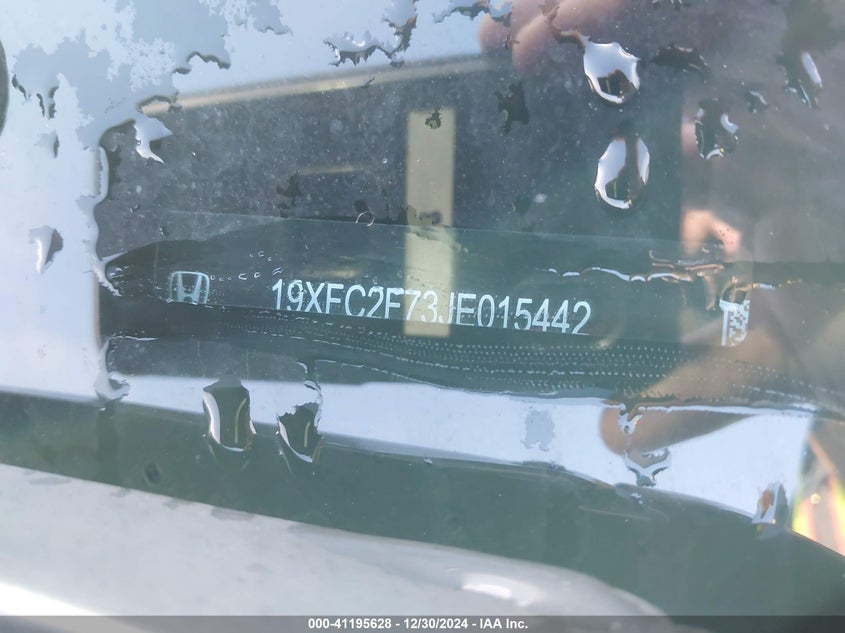 19XFC2F73JE015442
000-41195628 - 12/30/2024 - IAA Inc.